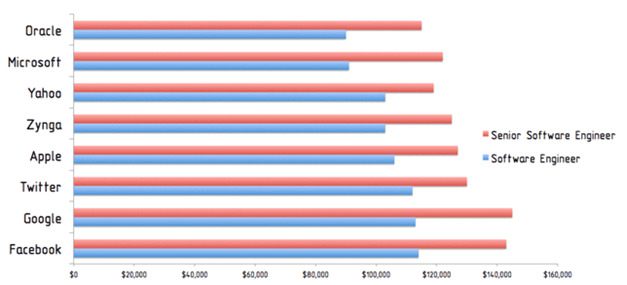 Oracle
Microsoft
Yahoo
Zynga
Apple
Twitter
Google
Facebook
Senior Software Engineer
Software Engineer
$0 $20,000 $40,000 $60,000 $80,000 $100,000 $120,000 $140,000 $160,000